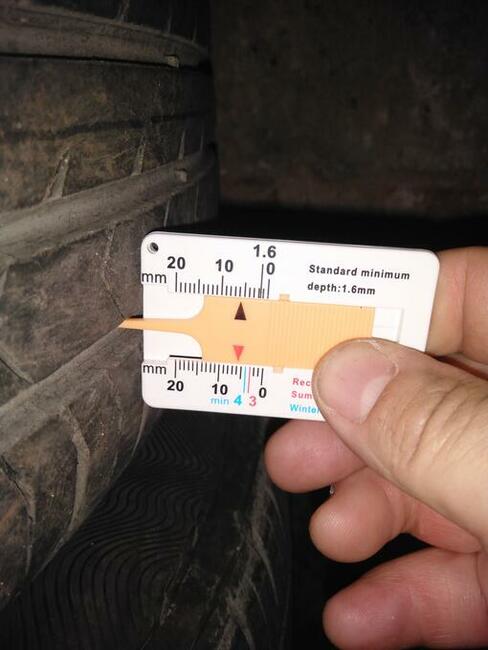 1.6
mm 20 10 0
Standard minimum
depth:1.6mm
mm 20 10 0
min 4 3
Rec
Sum
Winter